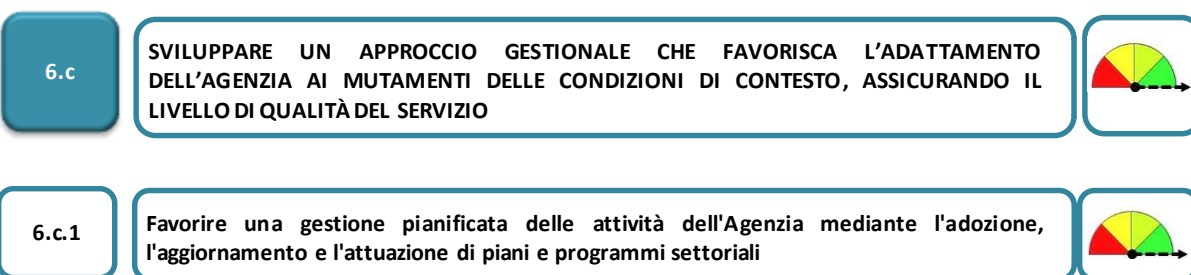 6.c
SVILUPPARE UN APPROCCIO GESTIONALE CHE FAVORISCA L'ADATTAMENTO
DELL'AGENZIA AI MUTAMENTI DELLE CONDIZIONI DI CONTESTO, ASSICURANDO IL
LIVELLO DI QUALITÀ DEL SERVIZIO
6.c.1
Favorire una gestione pianificata delle attività dell'Agenzia mediante l'adozione,
l'aggiornamento e l'attuazione di piani e programmi settoriali